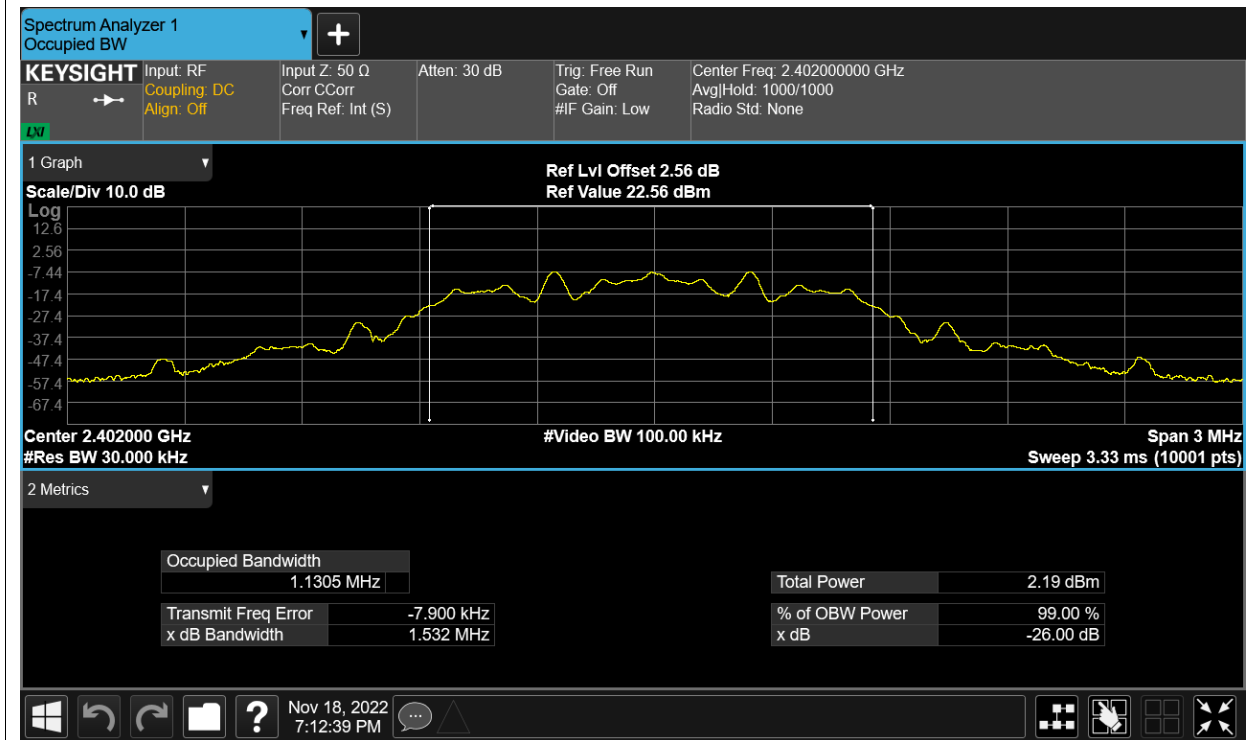 Spectrum Analyzer 1
Occupied BW
KEYSIGHT
R
LXI
Input: RF
Coupling: DC
Align: Off
Input Z: 50 Ω
Corr CCorr
Freq Ref: Int (S)
Atten: 30 dB
Trig: Free Run
Gate: Off
#IF Gain: Low
Center Freq: 2.402000000 GHz
Avg|Hold: 1000/1000
Radio Std: None
1 Graph
Scale/Div 10.0 dB
Ref Lvl Offset 2.56 dB
Ref Value 22.56 dBm
Log
12.6
2.56
-7.44
-17.4
-27.4
-37.4
-47.4
-57.4
-67.4
Center 2.402000 GHz
#Video BW 100.00 kHz
Span 3 MHz
#Res BW 30.000 kHz
Sweep 3.33 ms (10001 pts)
2 Metrics
Occupied Bandwidth
1.1305 MHz
Total Power 2.19 dBm
Transmit Freq Error -7.900 kHz
% of OBW Power 99.00 %
x dB Bandwidth 1.532 MHz
x dB -26.00 dB
?
Nov 18, 2022
7:12:39 PM